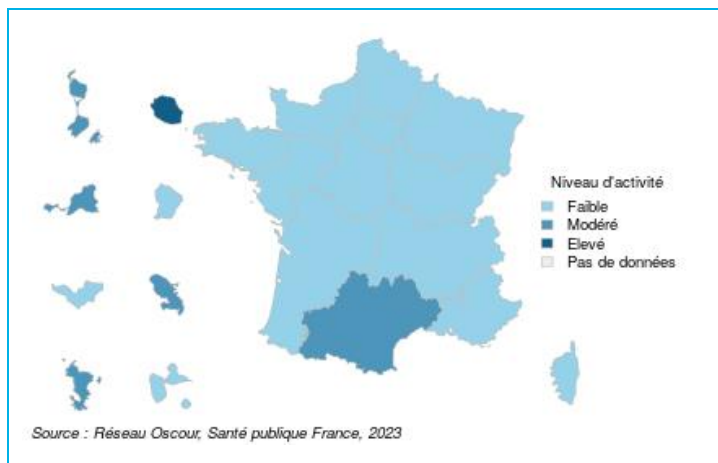 Niveau d'activité
Faible
Modéré
Elevé
Pas de données
Source : Réseau Oscour, Santé publique France, 2023